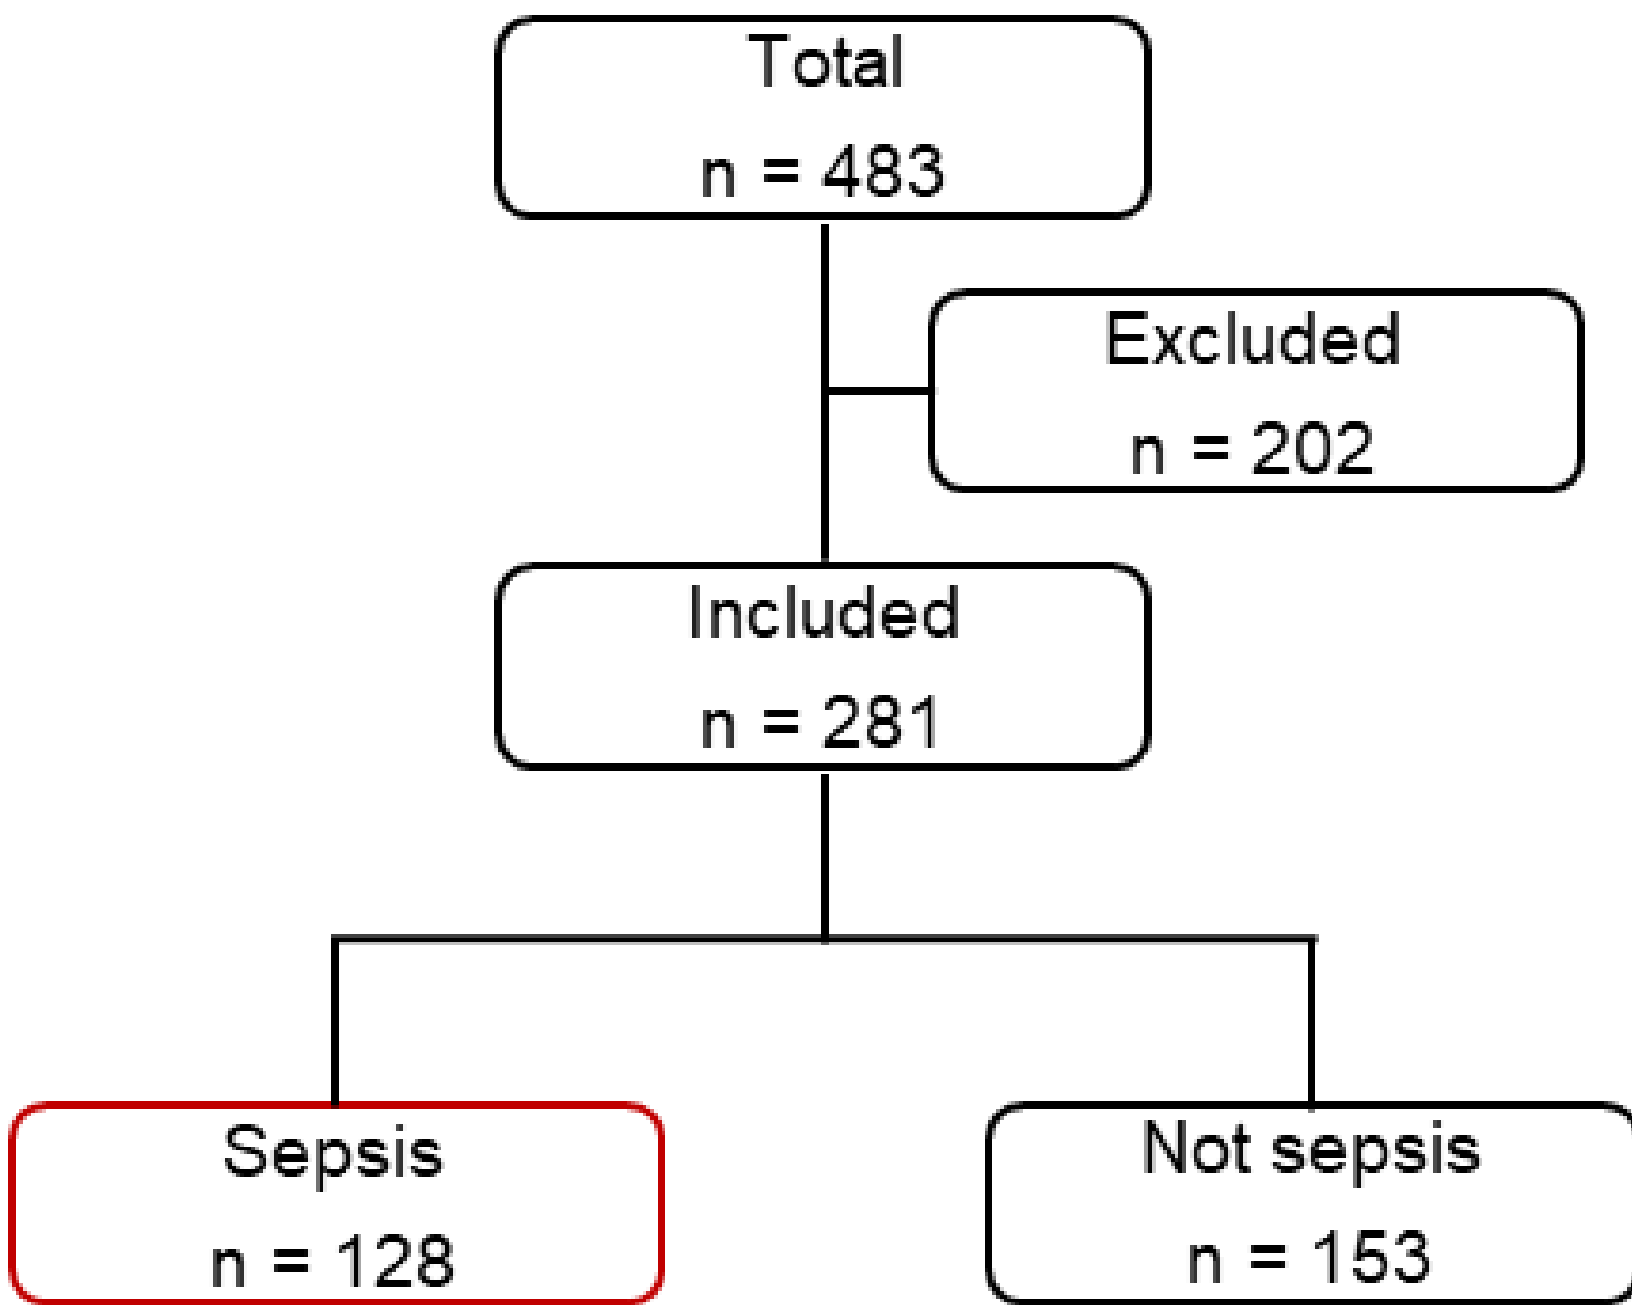 Total
n = 483
Excluded
n = 202
Included
n = 281
Sepsis
n = 128
Not sepsis
n = 153